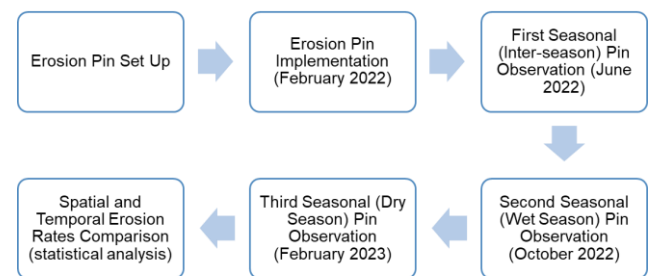 Erosion Pin Set Up
Erosion Pin
Implementation
(February 2022)
First Seasonal
(Inter-season) Pin
Observation (June
2022)
Second Seasonal
(Wet Season) Pin
Observation
(October 2022)
Third Seasonal (Dry
Season) Pin
Observation
(February 2023)
Spatial and
Temporal Erosion
Rates Comparison
(statistical analysis)